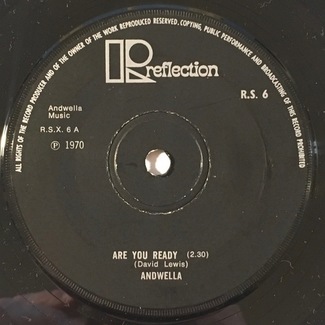 ALL RIGHTS OF THE RECORD PRODUCER AND OF THE OWNER OF THE WORK REPRODUCED RESERVED. COPYING, PUBLIC PERFORMANCE AND BROADCASTING OF THIS RECORD PROHIBITED
R reflection
R.S. 6
Andwella
Music
R.S.X. 6 A
℗ 1970
ARE YOU READY (2.30)
(David Lewis)
ANDWELLA